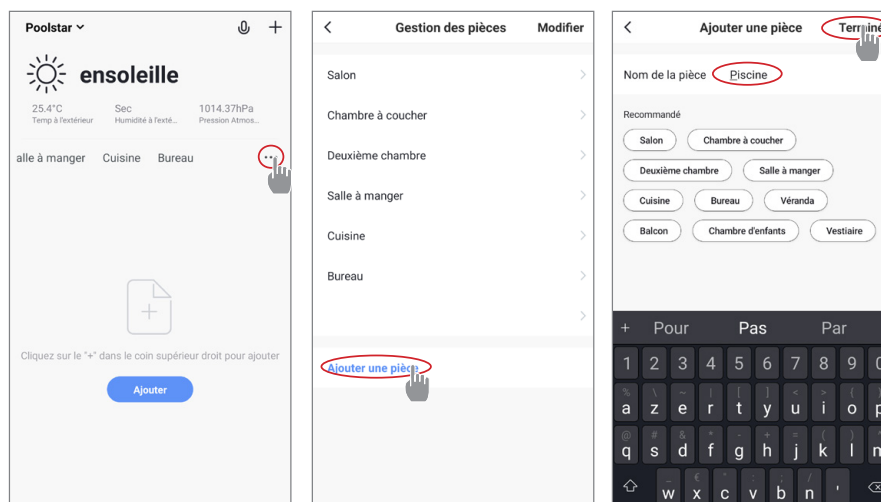 Poolstar
+
ensoleille
25.4°C Sec 1014.37hPa
Temp à l'extérieur Humidité à l'exté... Pression Atmos...
alle à manger Cuisine Bureau ...
Cliquez sur le "+" dans le coin supérieur droit pour ajouter
Ajouter
Gestion des pièces Modifier
Salon
Chambre à coucher
Deuxième chambre
Salle à manger
Cuisine
Bureau
Ajouter une pièce
Ajouter une pièce Terminé
Nom de la pièce Piscine
Recommandé
Salon Chambre à coucher
Deuxième chambre Salle à manger
Cuisine Bureau Véranda
Balcon Chambre d'enfants Vestiaire
+ Pour Pas Par
1 2 3 4 5 6 7 8 9 0
a z e r t y u i o p
q s d f g h j k l m
w x c v b n '